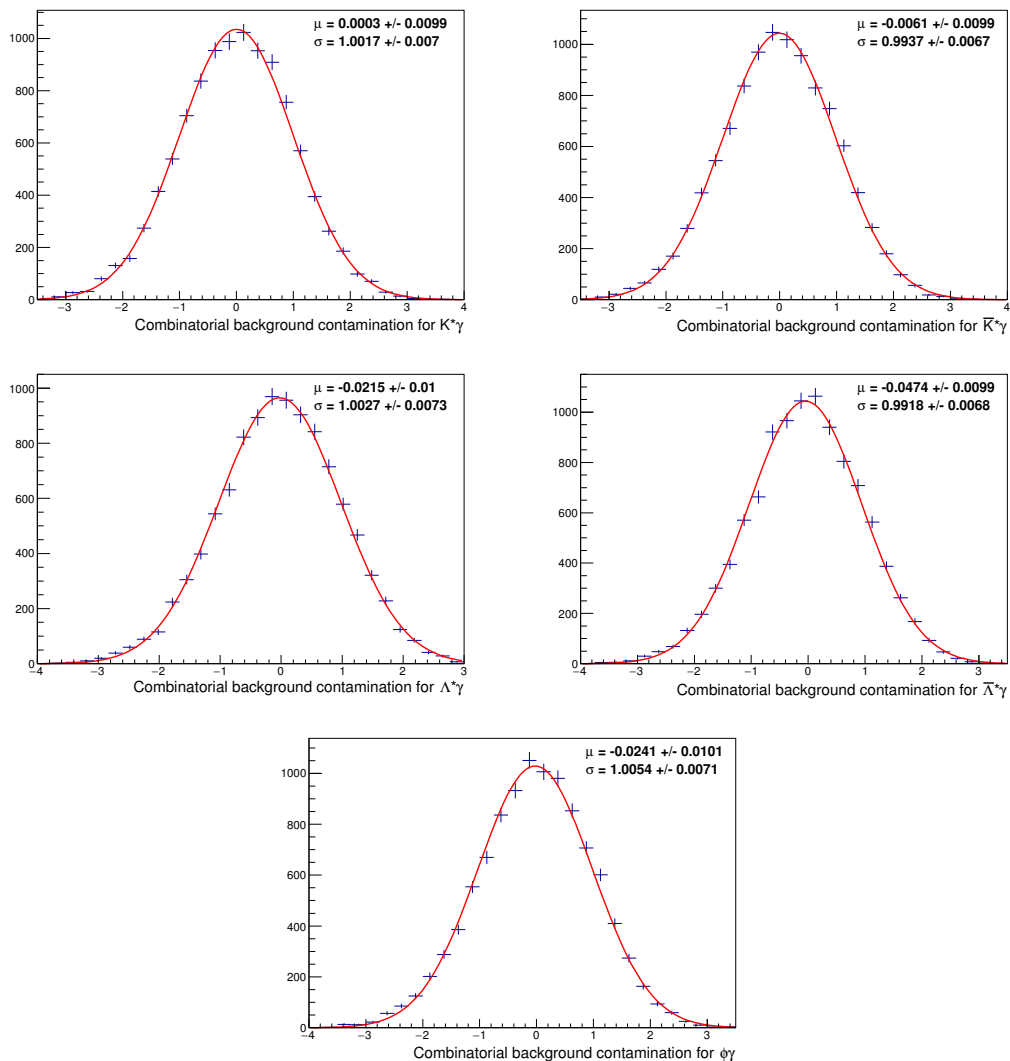 μ = 0.0003 +/- 0.0099
σ = 1.0017 +/- 0.007
1000
800
600
400
200
0
−3 −2 −1 0 1 2 3 4
Combinatorial background contamination for K*γ
μ = -0.0061 +/- 0.0099
σ = 0.9937 +/- 0.0067
1000
800
600
400
200
0
−3 −2 −1 0 1 2 3 4
Combinatorial background contamination for K̅*γ
μ = -0.0215 +/- 0.01
σ = 1.0027 +/- 0.0073
1000
800
600
400
200
0
−4 −3 −2 −1 0 1 2 3
Combinatorial background contamination for Λ*γ
μ = -0.0474 +/- 0.0099
σ = 0.9918 +/- 0.0068
1000
800
600
400
200
0
−4 −3 −2 −1 0 1 2 3
Combinatorial background contamination for Λ̅*γ
μ = -0.0241 +/- 0.0101
σ = 1.0054 +/- 0.0071
1000
800
600
400
200
0
−4 −3 −2 −1 0 1 2 3
Combinatorial background contamination for ϕγ